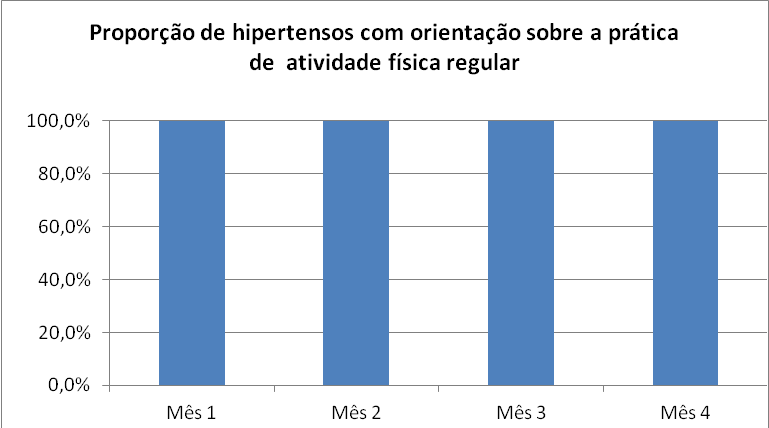 Proporção de hipertensos com orientação sobre a prática
de atividade física regular
100,0%
80,0%
60,0%
40,0%
20,0%
0,0%
Mês 1 Mês 2 Mês 3 Mês 4